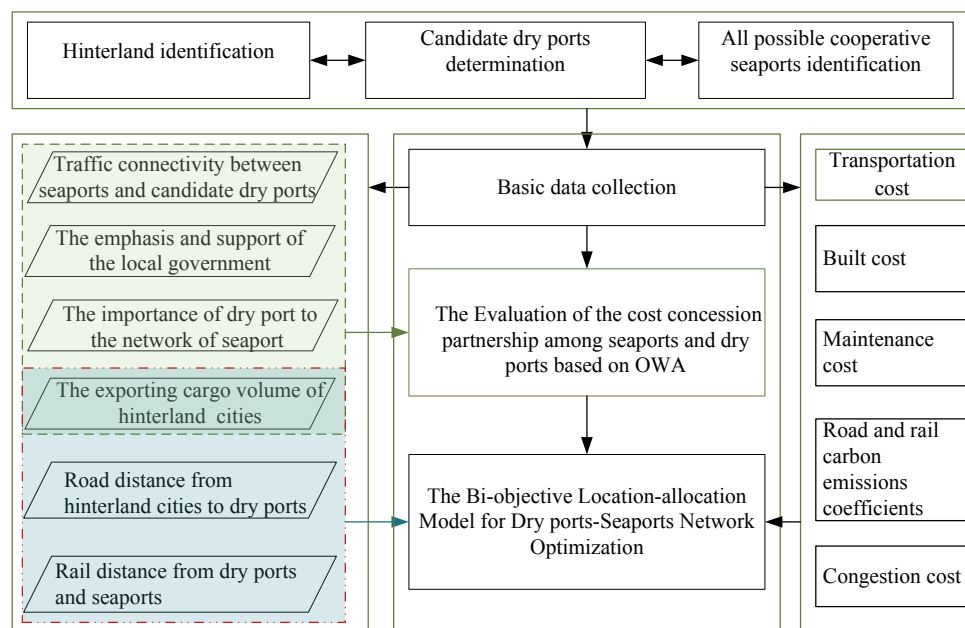 Hinterland identification
Candidate dry ports
determination
All possible cooperative
seaports identification
Traffic connectivity between
seaports and candidate dry ports
The emphasis and support of
the local government
The importance of dry port to
the network of seaport
The exporting cargo volume of
hinterland cities
Road distance from
hinterland cities to dry ports
Rail distance from dry ports
and seaports
Basic data collection
The Evaluation of the cost concession
partnership among seaports and dry
ports based on OWA
The Bi-objective Location-allocation
Model for Dry ports-Seaports Network
Optimization
Transportation
cost
Built cost
Maintenance
cost
Road and rail
carbon
emissions
coefficients
Congestion cost